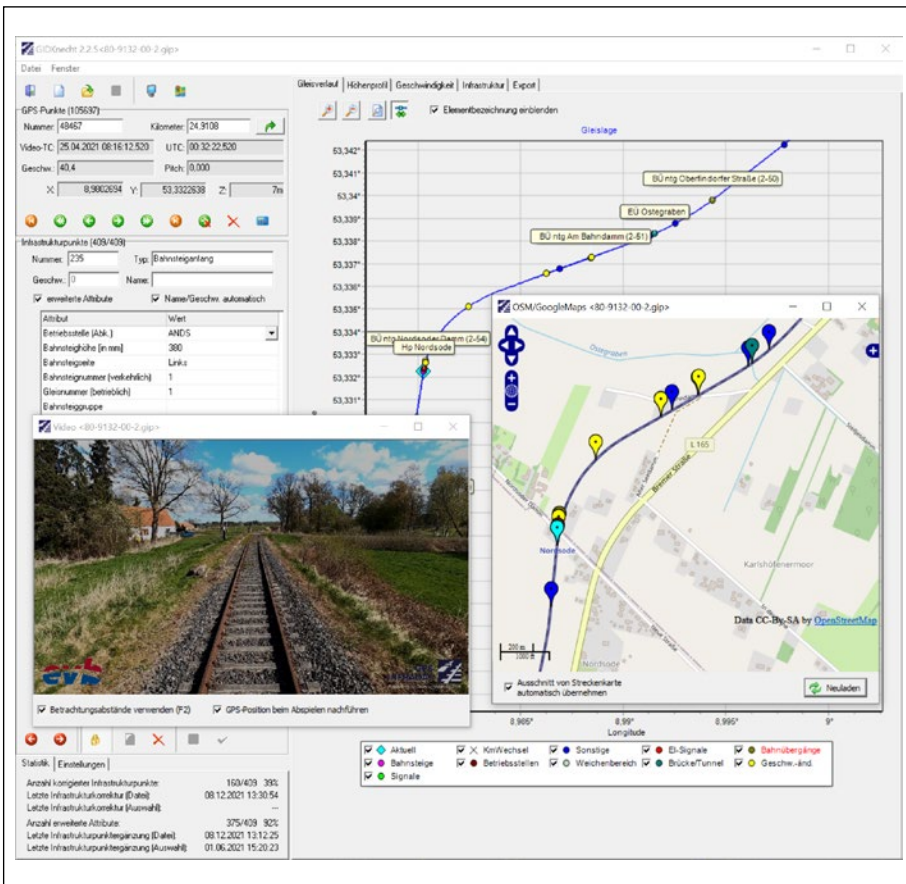 GIDKnecht 2.2.5 <80-9132-00-2.gip>
Datei Fenster
GPS-Punkte (105697)
Nummer: 48467 Kilometer: 24,9108
Video-TC: 25.04.2021 08:16:12,520 UTC: 00:32:22,520
Geschw.: 40,4 Pitch: 0,000
X: 8,9802694 Y: 53,3322638 Z: 7m
Infrastrukturpunkte (409/409)
Nummer: 235 Typ: Bahnsteiganfang
Geschw.: 0 Name:
erweiterte Attribute Name/Geschw. automatisch
Attribut Wert
Betriebsstelle (Abk.) ANDS
Bahnsteighöhe [in mm] 380
Bahnsteigseite Links
Bahnsteignummer (verkehrlich) 1
Gleisnummer (betrieblich) 1
Bahnsteiggruppe
Gleisverlauf Höhenprofil Geschwindigkeit Infrastruktur Export
Elementbezeichnung einblenden
Gleislage
53,342°
53,34°
53,339°
53,338°
53,337°
53,336°
53,335°
53,334°
53,333°
53,332°
53,331°
BÜ ntg Oberlindorfer Straße (2-50)
EÜ Ostegraben
BÜ ntg Am Bahndamm (2-51)
BÜ ntg Nordsoder Damm (2-54)
Hp Nordsode
OSM/GoogleMaps <80-9132-00-2.gip>
Ostegraben
L 165
Bremer Straße
Nordsode
Karlshöfenermoor
Nordsode
200 m
1000 ft
Data CC-By-SA by OpenStreetMap
Ausschnitt von Streckenkarte
automatisch übernehmen
Neuladen
Video <80-9132-00-2.gip>
evb
Betrachtungsabstände verwenden (F2) GPS-Position beim Abspielen nachführen
8,985° 8,99° 8,995° 9°
Longitude
Aktuell KmWechsel Sonstige El-Signale Bahnübergänge
Bahnsteige Betriebsstellen Weichenbereich Brücke/Tunnel Geschw.-änd.
Signale
Statistik Einstellungen
Anzahl korrigierter Infrastrukturpunkte: 160/409 39%
Letzte Infrastrukturkorrektur (Datei): 08.12.2021 13:30:54
Letzte Infrastrukturkorrektur (Auswahl): --
Anzahl erweiterte Attribute: 375/409 92%
Letzte Infrastrukturpunktergänzung (Datei): 08.12.2021 13:12:25
Letzte Infrastrukturpunktergänzung (Auswahl): 01.06.2021 15:20:23